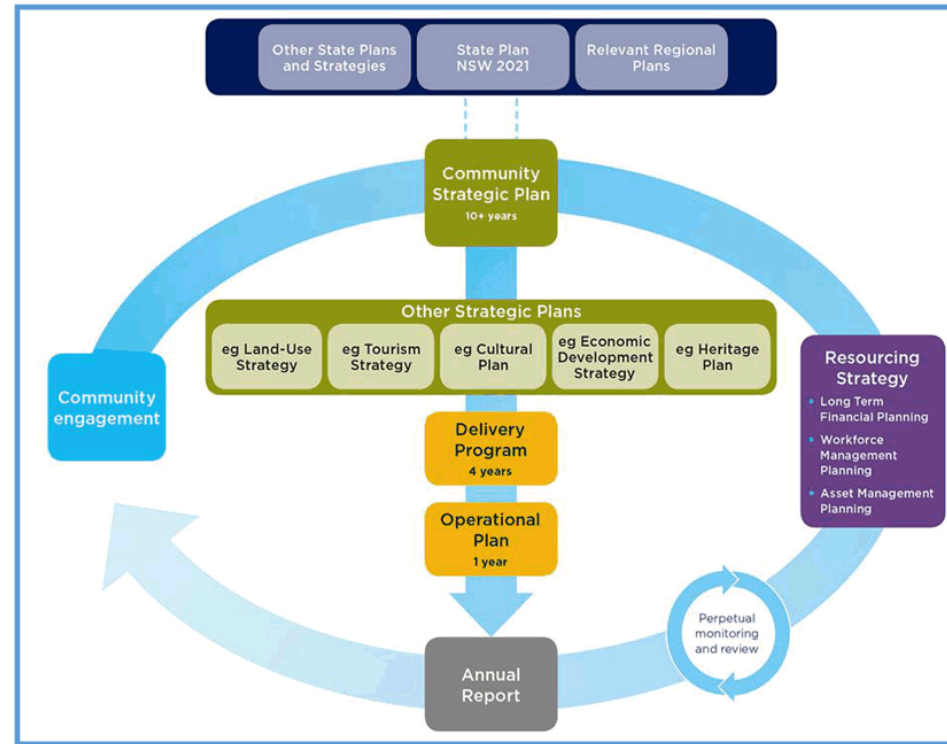 Other State Plans
and Strategies
State Plan
NSW 2021
Relevant Regional
Plans
Community
Strategic Plan
10+ years
Other Strategic Plans
eg Land-Use
Strategy
eg Tourism
Strategy
eg Cultural
Plan
eg Economic
Development
Strategy
eg Heritage
Plan
Community
engagement
Resourcing
Strategy
• Long Term
Financial Planning
• Workforce
Management
Planning
• Asset Management
Planning
Delivery
Program
4 years
Operational
Plan
1 year
Perpetual
monitoring
and review
Annual
Report